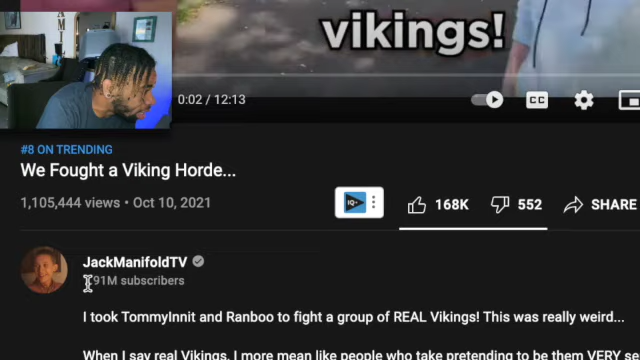 vikings!
0:02 / 12:13
CC
#8 ON TRENDING
We Fought a Viking Horde...
1,105,444 views • Oct 10, 2021
IQ
168K
552
SHARE
JackManifoldTV
91M subscribers
I took TommyInnit and Ranboo to fight a group of REAL Vikings! This was really weird...
When I say real Vikings, I more mean like people who take pretending to be them VERY se